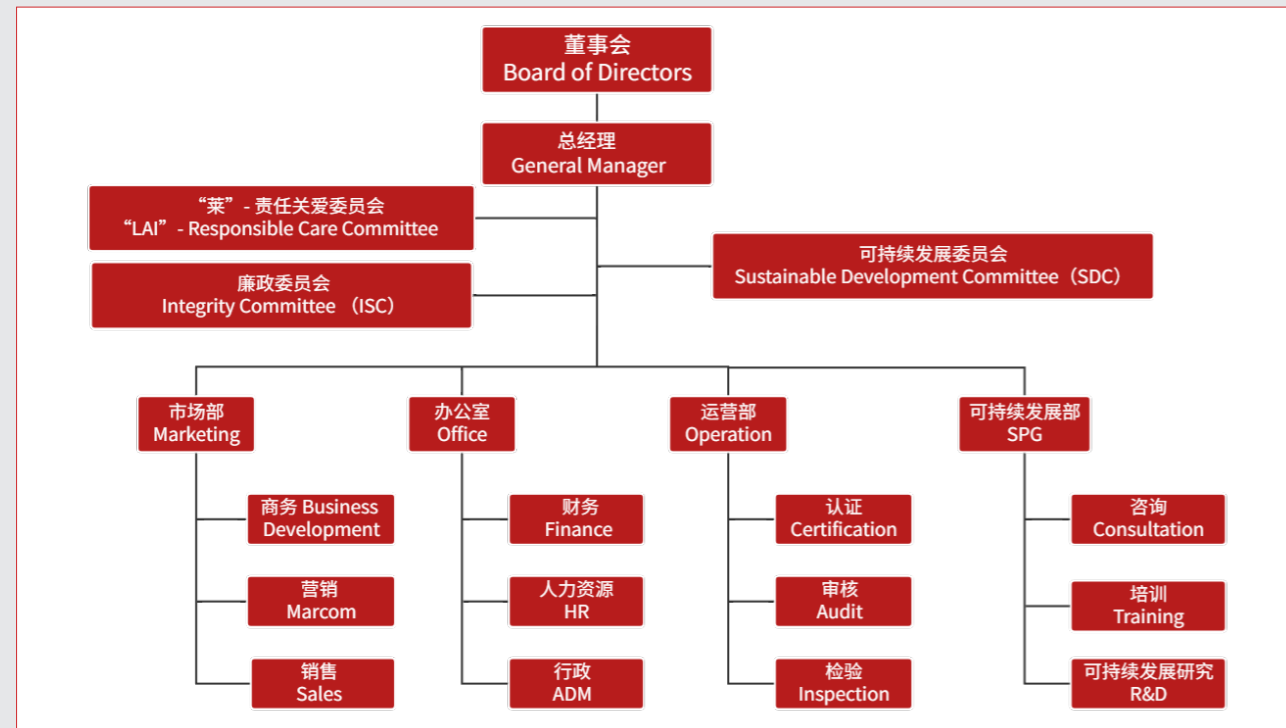 董事会
Board of Directors
总经理
General Manager
“莱” - 责任关爱委员会
“LAI” - Responsible Care Committee
可持续发展委员会
Sustainable Development Committee（SDC）
廉政委员会
Integrity Committee （ISC）
市场部
Marketing
办公室
Office
运营部
Operation
可持续发展部
SPG
商务 Business
Development
财务
Finance
认证
Certification
咨询
Consultation
营销
Marcom
人力资源
HR
审核
Audit
培训
Training
销售
Sales
行政
ADM
检验
Inspection
可持续发展研究
R&D